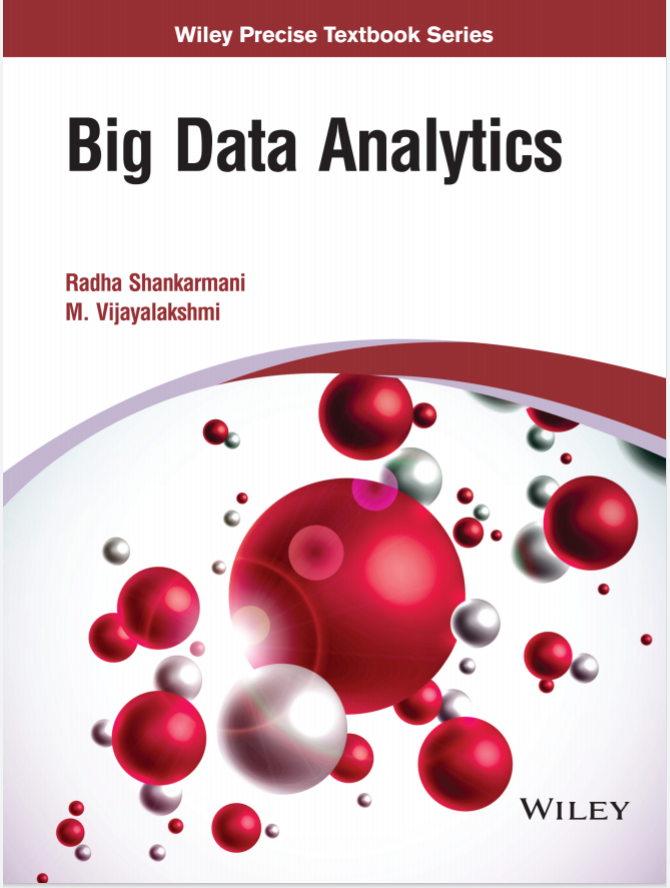 Wiley Precise Textbook Series
Big Data Analytics
Radha Shankarmani
M. Vijayalakshmi
WILEY